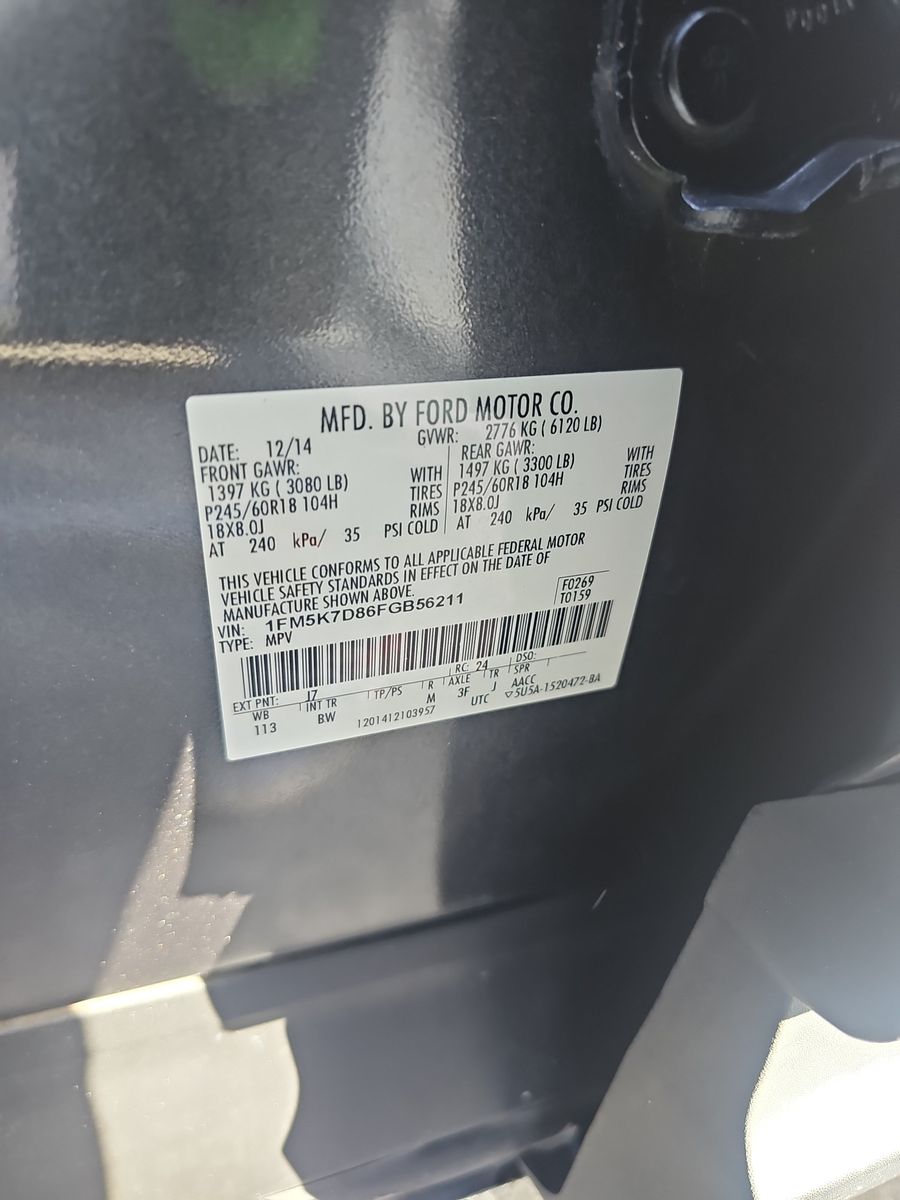 MFD. BY FORD MOTOR CO.
DATE: 12/14 GVWR: 2776 KG ( 6120 LB)
FRONT GAWR: REAR GAWR:
1397 KG ( 3080 LB) WITH 1497 KG ( 3300 LB) WITH
P245/60R18 104H TIRES P245/60R18 104H TIRES
18X8.0J RIMS 18X8.0J RIMS
AT 240 kPa/ 35 PSI COLD AT 240 kPa/ 35 PSI COLD
THIS VEHICLE CONFORMS TO ALL APPLICABLE FEDERAL MOTOR
VEHICLE SAFETY STANDARDS IN EFFECT ON THE DATE OF
MANUFACTURE SHOWN ABOVE.
F0269
VIN: 1FM5K7D86FGB56211
T0159
TYPE: MPV
EXT PNT: J7 RC: 24 DSO:
WB INT TR TP/PS R AXLE TR SPR
113 BW M 3F J AACC
UTC ▽5U5A-1520472-BA
1201412103957